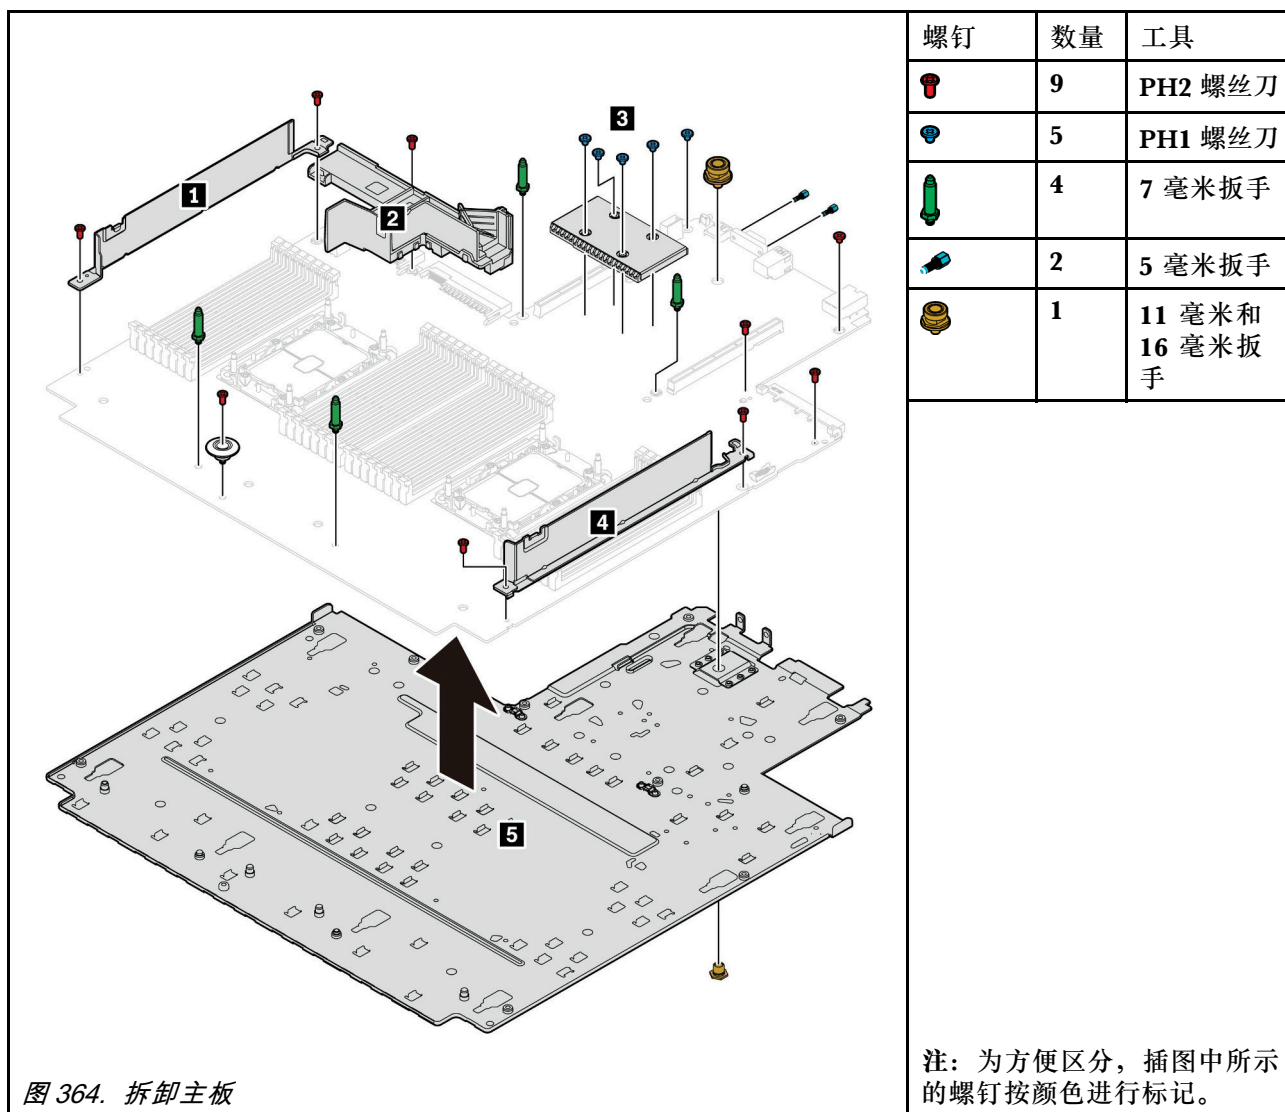 螺钉 数量 工具
9 PH2 螺丝刀
5 PH1 螺丝刀
4 7 毫米扳手
2 5 毫米扳手
1 11 毫米和
16 毫米扳
手
3
1
2
4
5
图 364. 拆卸主板
注：为方便区分，插图中所示
的螺钉按颜色进行标记。